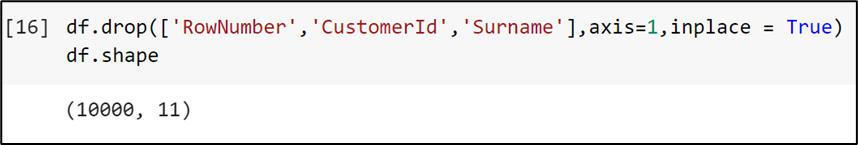 [16] df.drop(['RowNumber','CustomerId','Surname'],axis=1,inplace = True)
df.shape
(10000, 11)